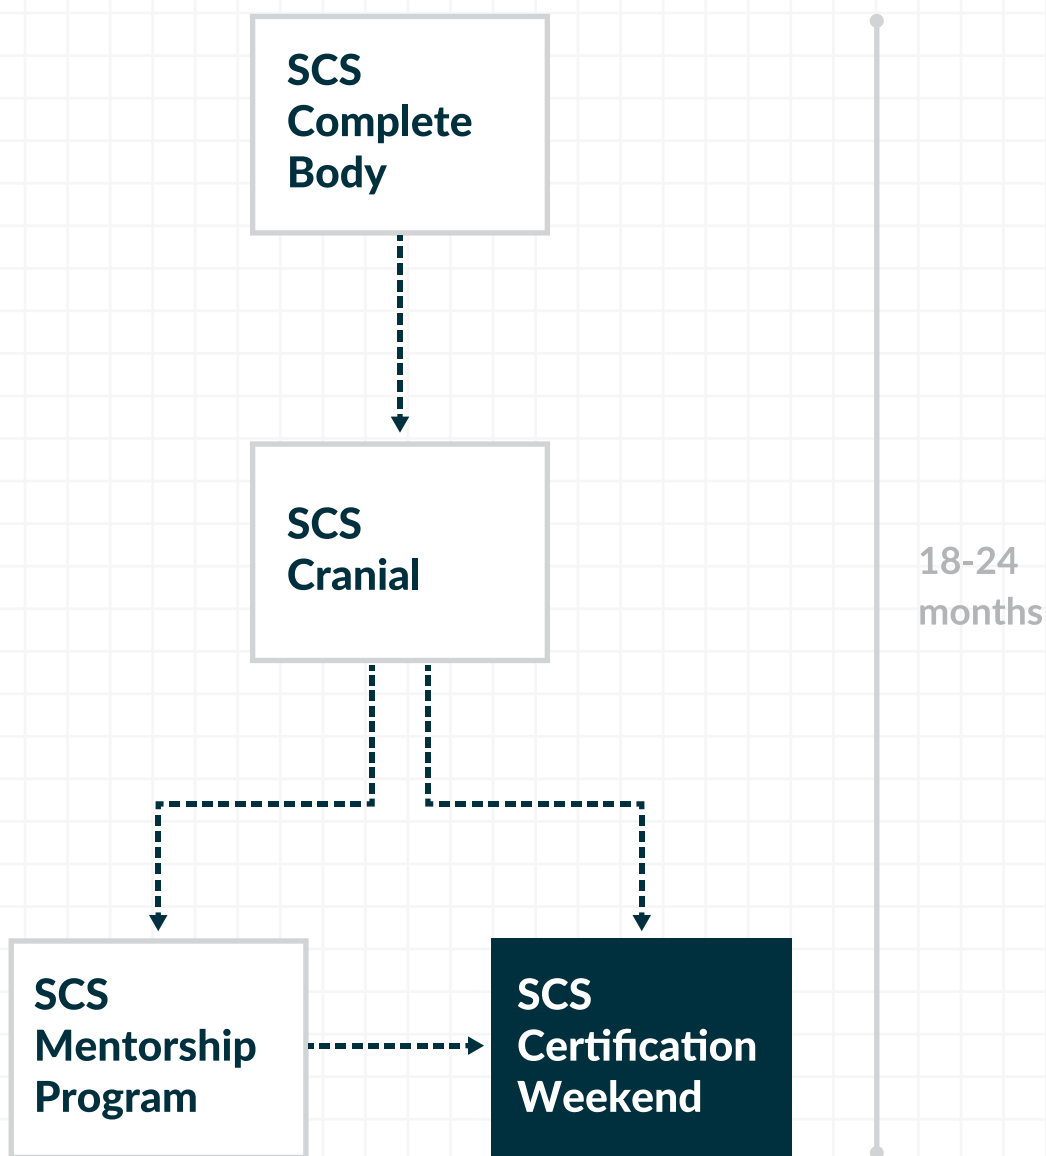 SCS
Complete
Body
SCS
Cranial
18-24
months
SCS
Mentorship
Program
SCS
Certification
Weekend